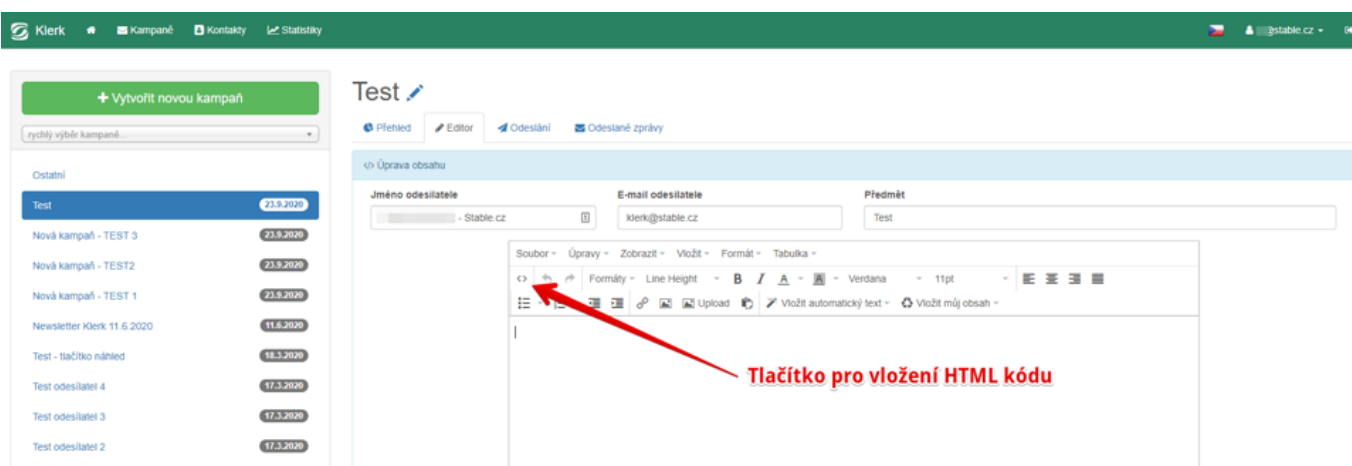 Klerk Kampaně Kontakty Statistiky @stable.cz
+ Vytvořit novou kampaň
rychlý výběr kampaně...
Ostatní
Test 23.9.2020
Nová kampaň - TEST 3 23.9.2020
Nová kampaň - TEST2 23.9.2020
Nová kampaň - TEST 1 23.9.2020
Newsletter Klerk 11.6.2020 11.6.2020
Test - tlačítko náhled 18.3.2020
Test odesílatel 4 17.3.2020
Test odesílatel 3 17.3.2020
Test odesílatel 2 17.3.2020
Test
Přehled Editor Odeslání Odeslané zprávy
</> Úprava obsahu
Jméno odesilatele E-mail odesilatele Předmět
- Stable.cz klerk@stable.cz Test
Soubor Úpravy Zobrazit Vložit Formát Tabulka
<> Formáty Line Height B I A A Verdana 11pt
Upload Vložit automatický text Vložit můj obsah
Tlačítko pro vložení HTML kódu